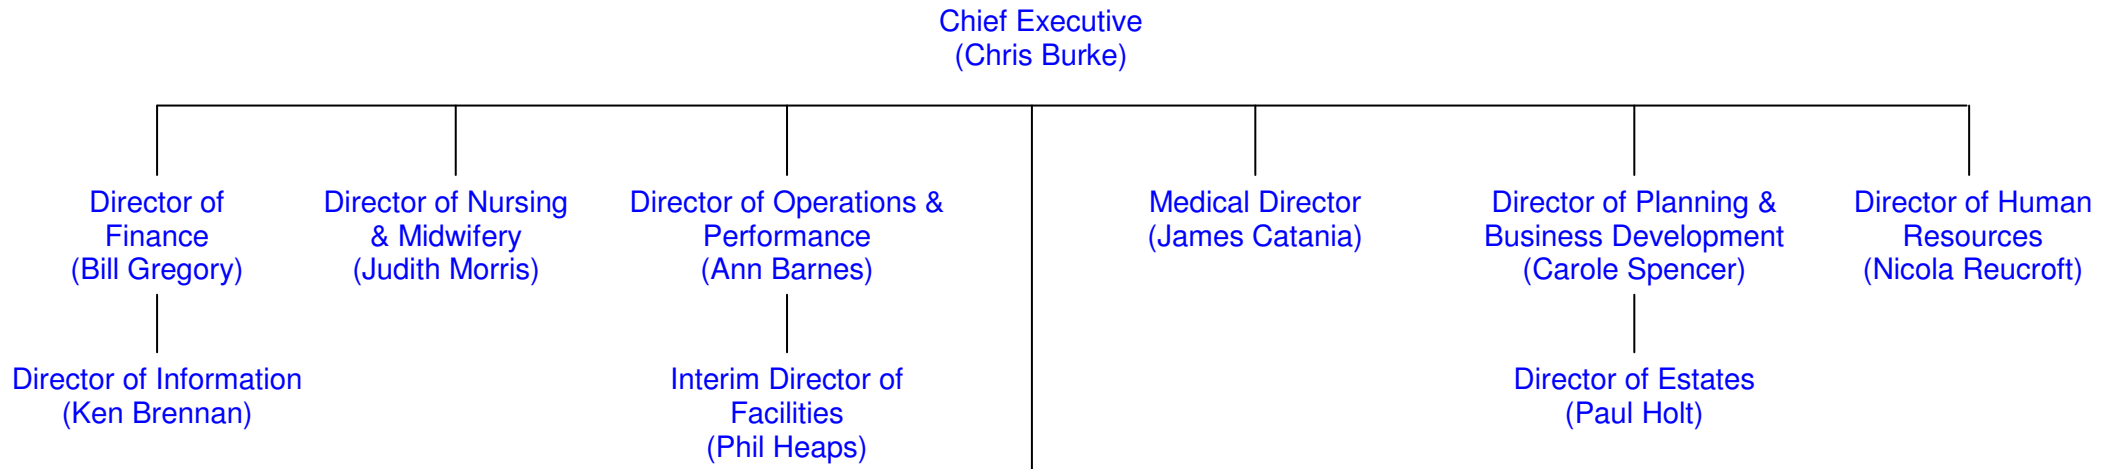 Chief Executive
(Chris Burke)
Director of
Finance
(Bill Gregory)
Director of Nursing
& Midwifery
(Judith Morris)
Director of Operations &
Performance
(Ann Barnes)
Medical Director
(James Catania)
Director of Planning &
Business Development
(Carole Spencer)
Director of Human
Resources
(Nicola Reucroft)
Director of Information
(Ken Brennan)
Interim Director of
Facilities
(Phil Heaps)
Director of Estates
(Paul Holt)